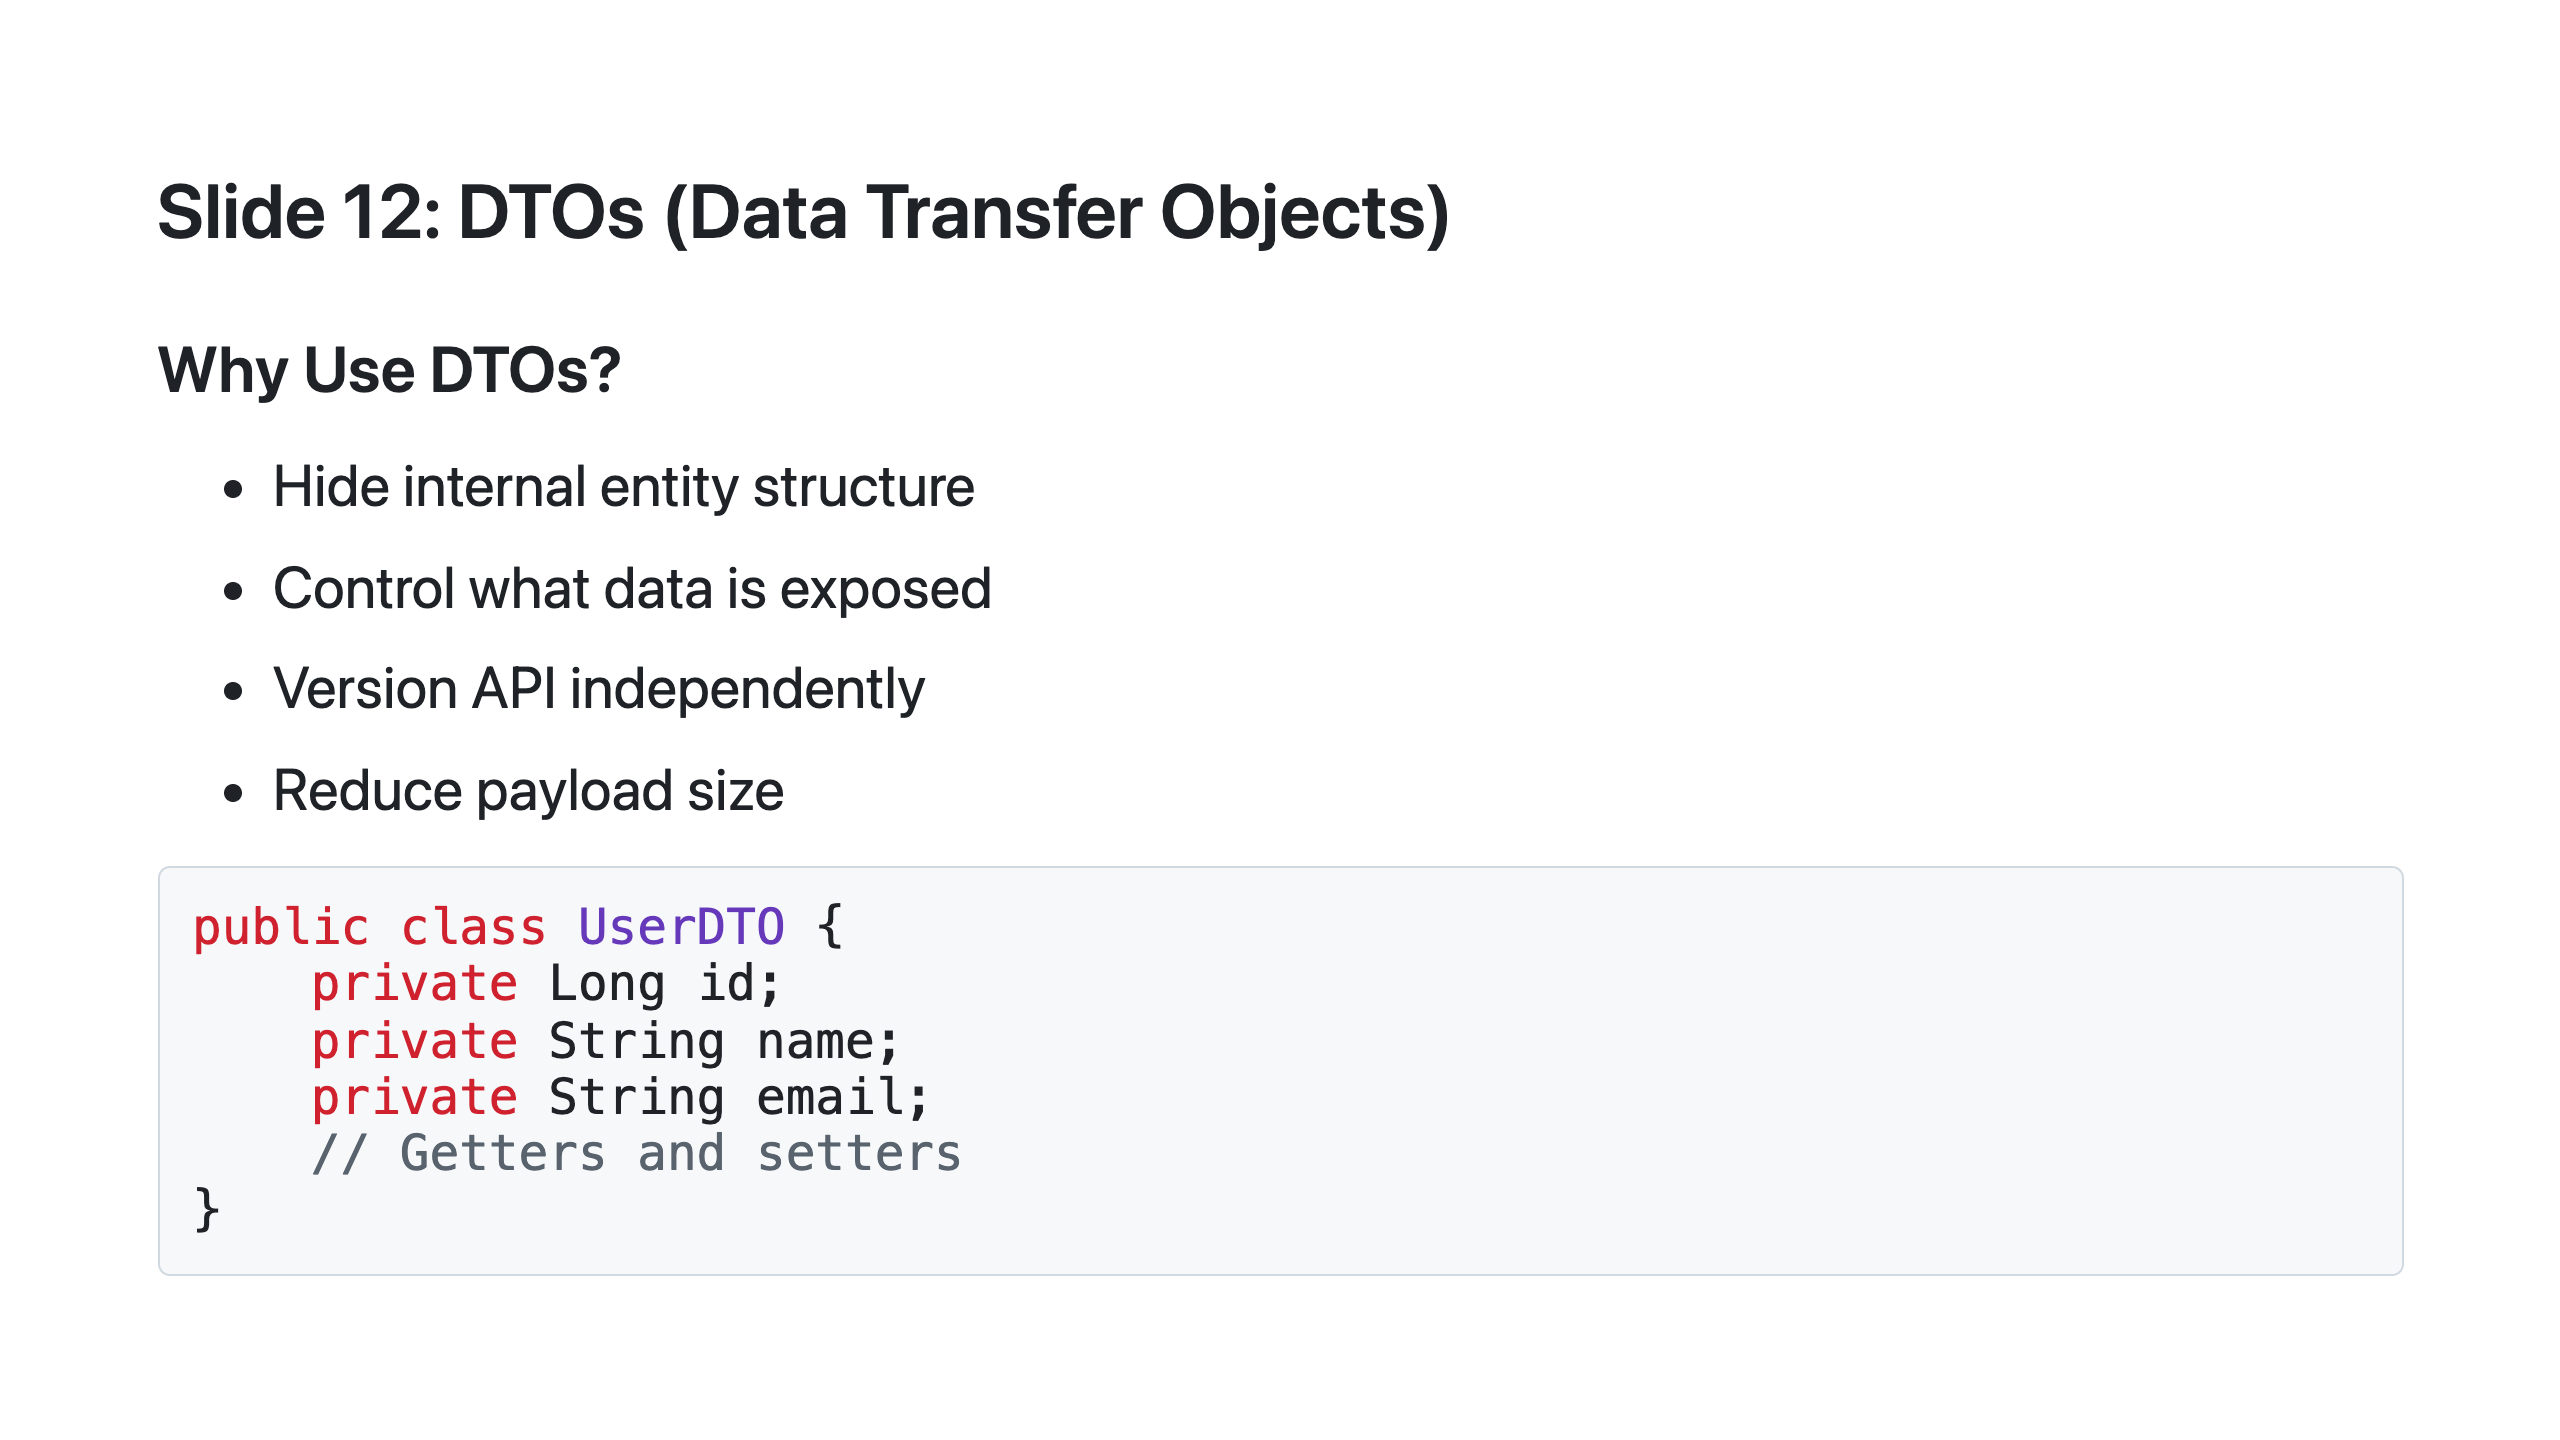 Slide 12: DTOs (Data Transfer Objects)
Why Use DTOs?
• Hide internal entity structure
• Control what data is exposed
• Version API independently
• Reduce payload size
public class UserDTO {
    private Long id;
    private String name;
    private String email;
    // Getters and setters
}